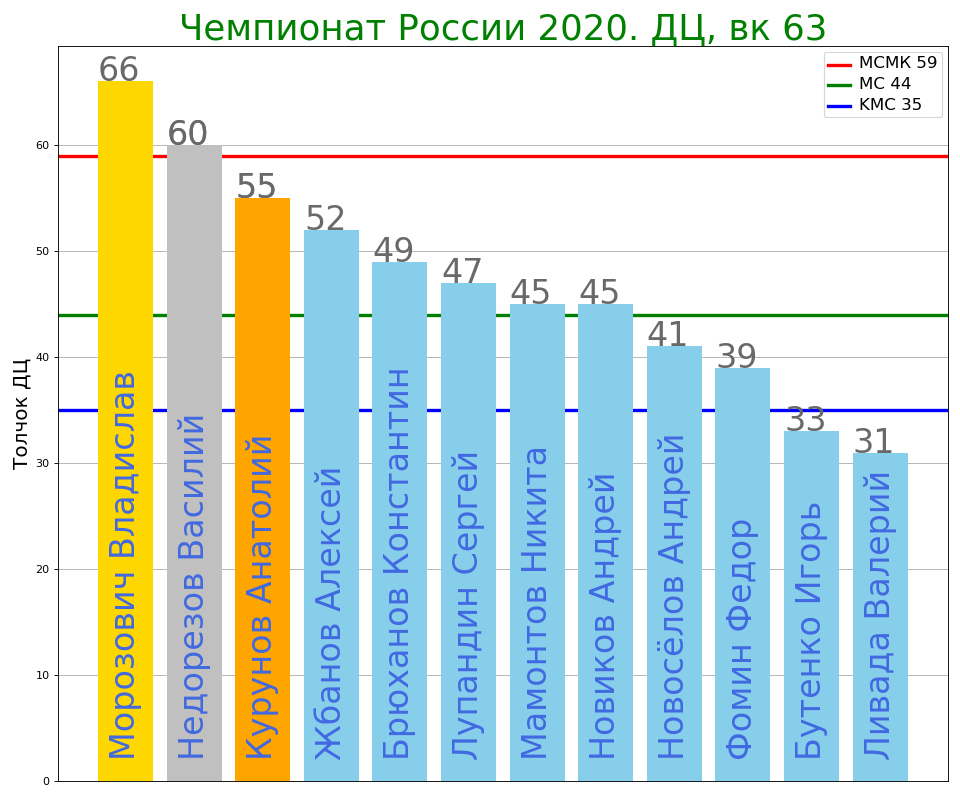 Чемпионат России 2020. ДЦ, вк 63
МСМК 59
МС 44
КМС 35
Толчок ДЦ
60
50
40
30
20
10
0
66
60
55
52
49
47
45
45
41
39
33
31
Морозович Владислав
Недорезов Василий
Курунов Анатолий
Жбанов Алексей
Брюханов Константин
Лупандин Сергей
Мамонтов Никита
Новиков Андрей
Новосёлов Андрей
Фомин Федор
Бутенко Игорь
Ливада Валерий